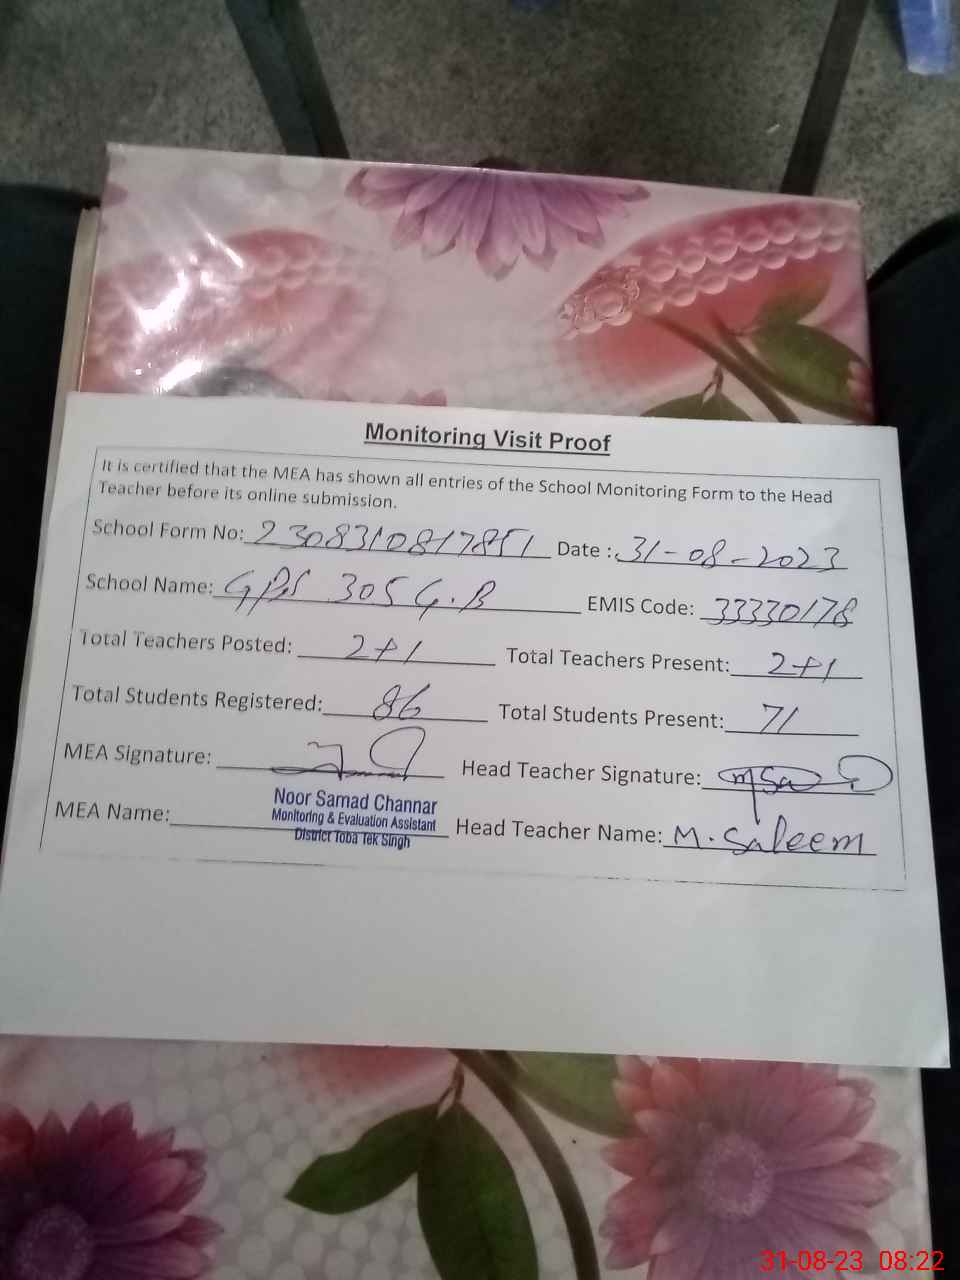 Monitoring Visit Proof
It is certified that the MEA has shown all entries of the School Monitoring Form to the Head
Teacher before its online submission.
School Form No: 2308310817851 Date : 31-08-2023
School Name: GPS 305 G.B EMIS Code: 33330178
Total Teachers Posted: 2+1 Total Teachers Present: 2+1
Total Students Registered: 86 Total Students Present: 71
MEA Signature: Head Teacher Signature:
MEA Name: Noor Samad Channar
Monitoring & Evaluation Assistant
District Toba Tek Singh
Head Teacher Name: M. Saleem
31-08-23 08:22